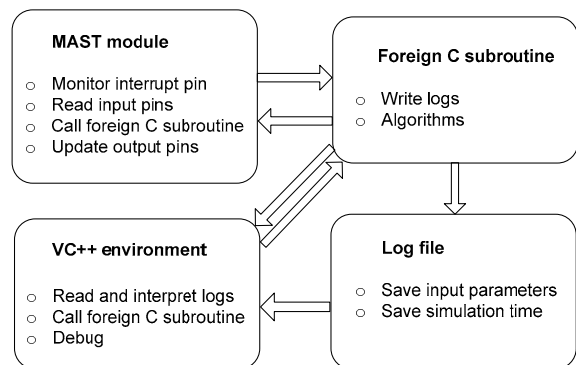 MAST module
o Monitor interrupt pin
o Read input pins
o Call foreign C subroutine
o Update output pins
Foreign C subroutine
o Write logs
o Algorithms
VC++ environment
o Read and interpret logs
o Call foreign C subroutine
o Debug
Log file
o Save input parameters
o Save simulation time